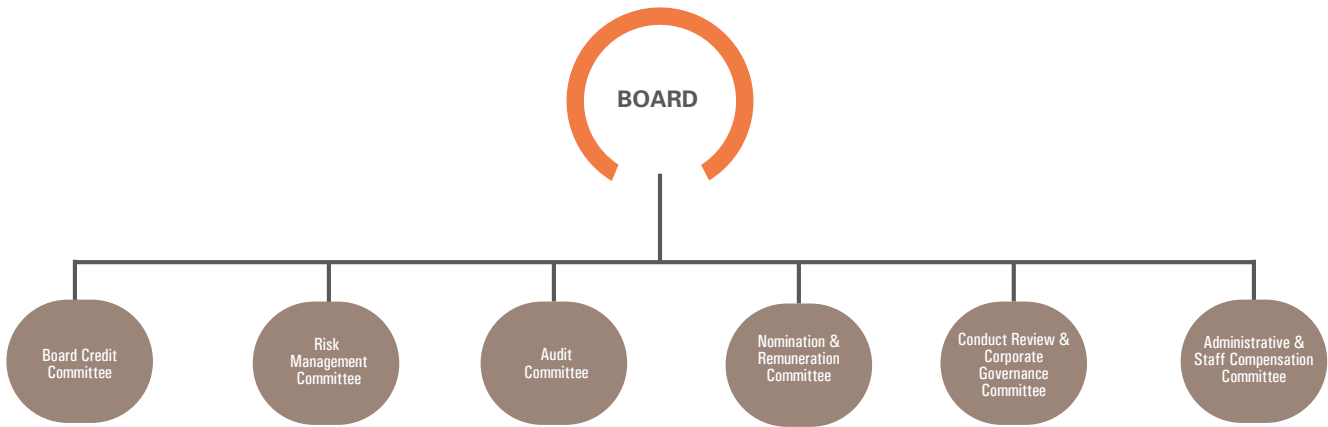 BOARD
Board Credit
Committee
Risk
Management
Committee
Audit
Committee
Nomination &
Remuneration
Committee
Conduct Review &
Corporate
Governance
Committee
Administrative &
Staff Compensation
Committee